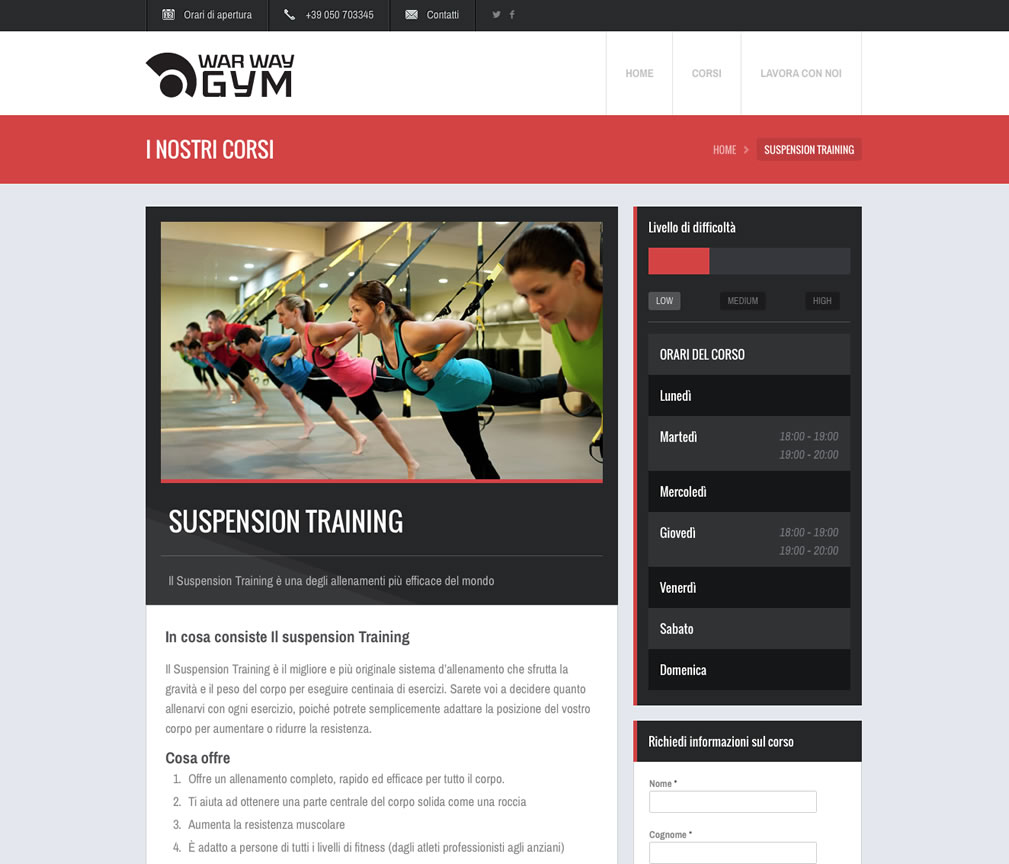 Orari di apertura
+39 050 703345
Contatti
WAR WAY
GYM
HOME
CORSI
LAVORA CON NOI
I NOSTRI CORSI
HOME
SUSPENSION TRAINING
SUSPENSION TRAINING
Il Suspension Training è una degli allenamenti più efficace del mondo
In cosa consiste Il suspension Training
Il Suspension Training è il migliore e più originale sistema d'allenamento che sfrutta la
gravità e il peso del corpo per eseguire centinaia di esercizi. Sarete voi a decidere quanto
allenarvi con ogni esercizio, poiché potrete semplicemente adattare la posizione del vostro
corpo per aumentare o ridurre la resistenza.
Cosa offre
1. Offre un allenamento completo, rapido ed efficace per tutto il corpo.
2. Ti aiuta ad ottenere una parte centrale del corpo solida come una roccia
3. Aumenta la resistenza muscolare
4. È adatto a persone di tutti i livelli di fitness (dagli atleti professionisti agli anziani)
Livello di difficoltà
LOW
MEDIUM
HIGH
ORARI DEL CORSO
Lunedì
Martedì 18:00 - 19:00
19:00 - 20:00
Mercoledì
Giovedì 18:00 - 19:00
19:00 - 20:00
Venerdì
Sabato
Domenica
Richiedi informazioni sul corso
Nome *
Cognome *